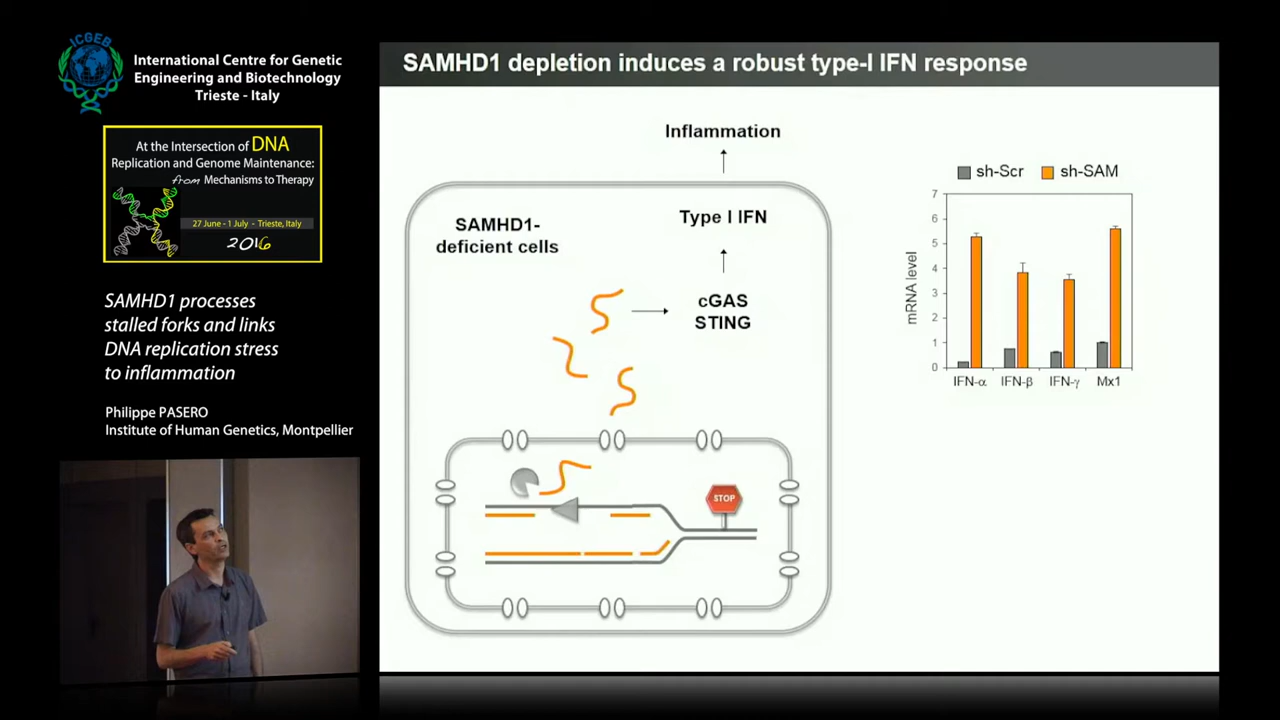 ICGEB
International Centre for Genetic
Engineering and Biotechnology
Trieste - Italy
At the Intersection of DNA
Replication and Genome Maintenance:
from Mechanisms to Therapy
27 June - 1 July - Trieste, Italy
2016
SAMHD1 processes
stalled forks and links
DNA replication stress
to inflammation
Philippe PASERO
Institute of Human Genetics, Montpellier
SAMHD1 depletion induces a robust type-I IFN response
Inflammation
SAMHD1-
deficient cells
Type I IFN
cGAS
STING
STOP
sh-Scr
sh-SAM
mRNA level
7
6
5
4
3
2
1
0
IFN-α
IFN-β
IFN-γ
Mx1